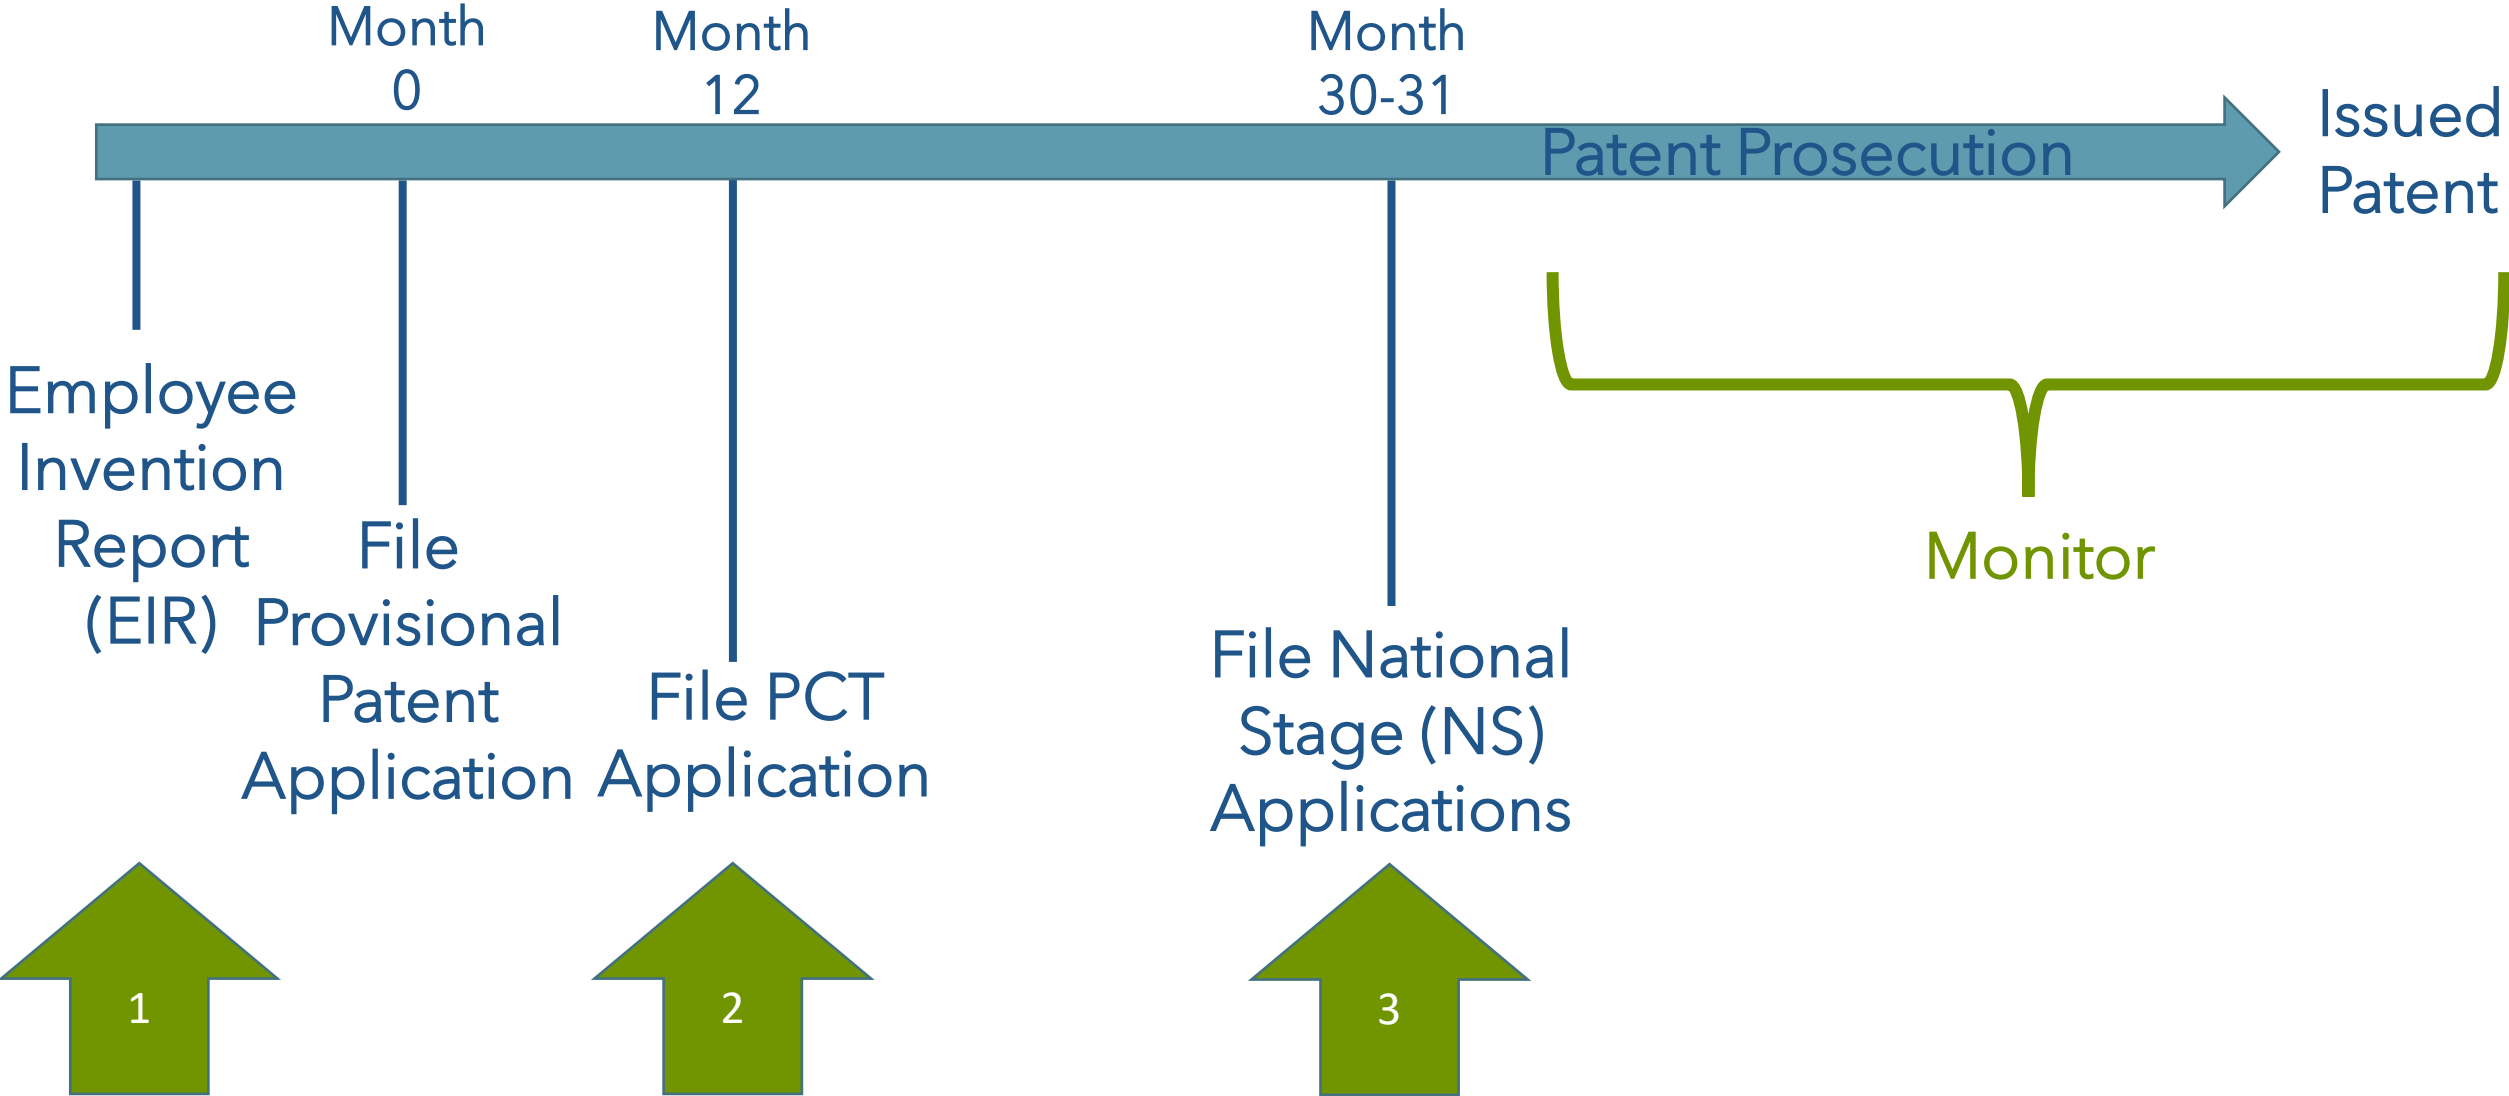 Month
0
Month
12
Month
30-31
Patent Prosecution
Issued
Patent
Employee
Invention
Report
(EIR)
File
Provisional
Patent
Application
File PCT
Application
File National
Stage (NS)
Applications
Monitor
1
2
3